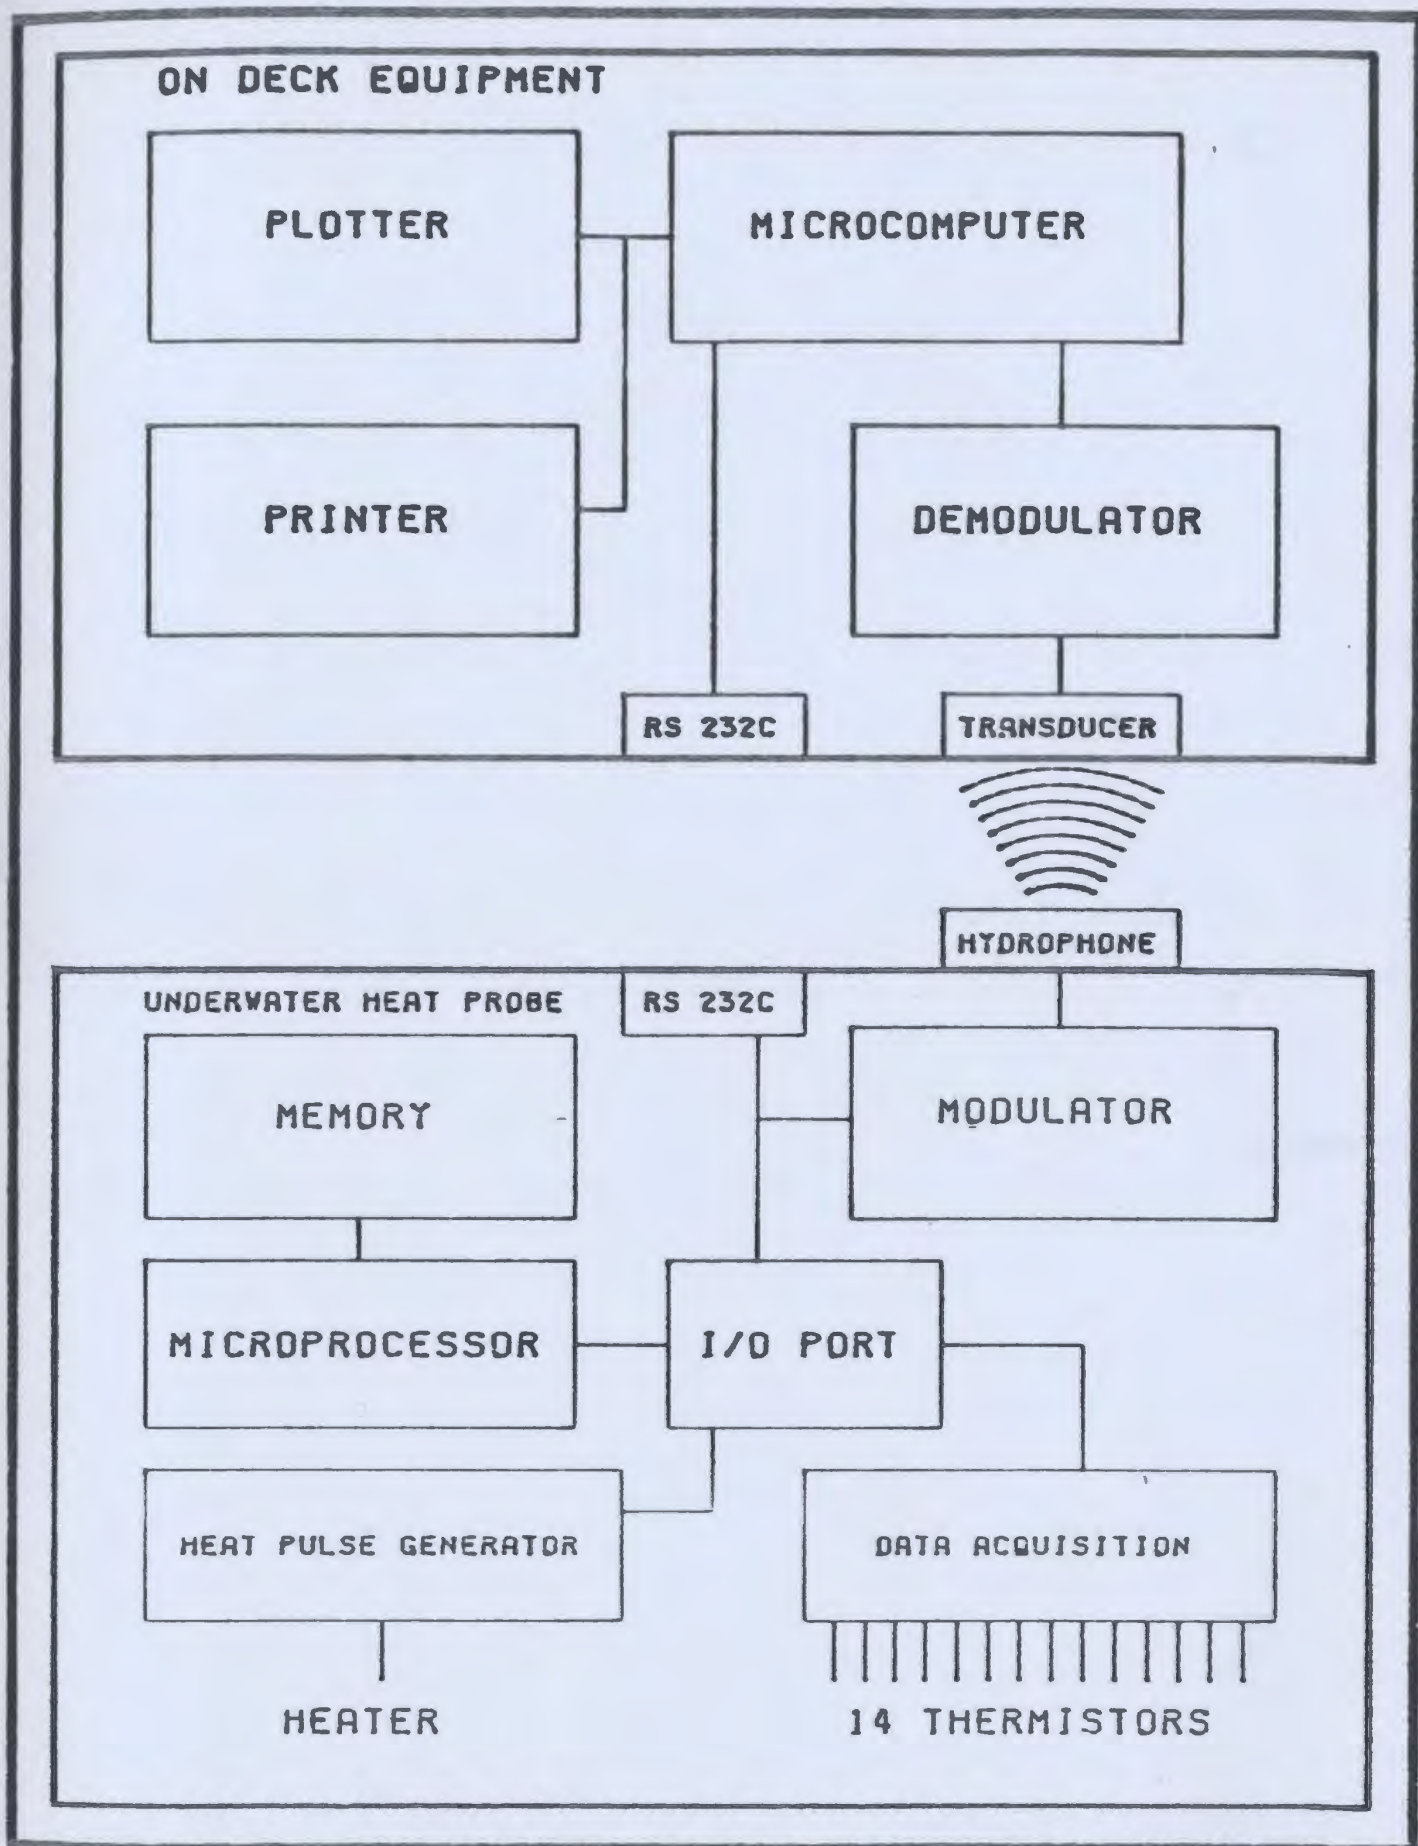 ON DECK EQUIPMENT
PLOTTER
MICROCOMPUTER
PRINTER
DEMODULATOR
RS 232C
TRANSDUCER
HYDROPHONE
UNDERWATER HEAT PROBE
RS 232C
MEMORY
MODULATOR
MICROPROCESSOR
I/O PORT
HEAT PULSE GENERATOR
DATA ACQUISITION
HEATER
14 THERMISTORS